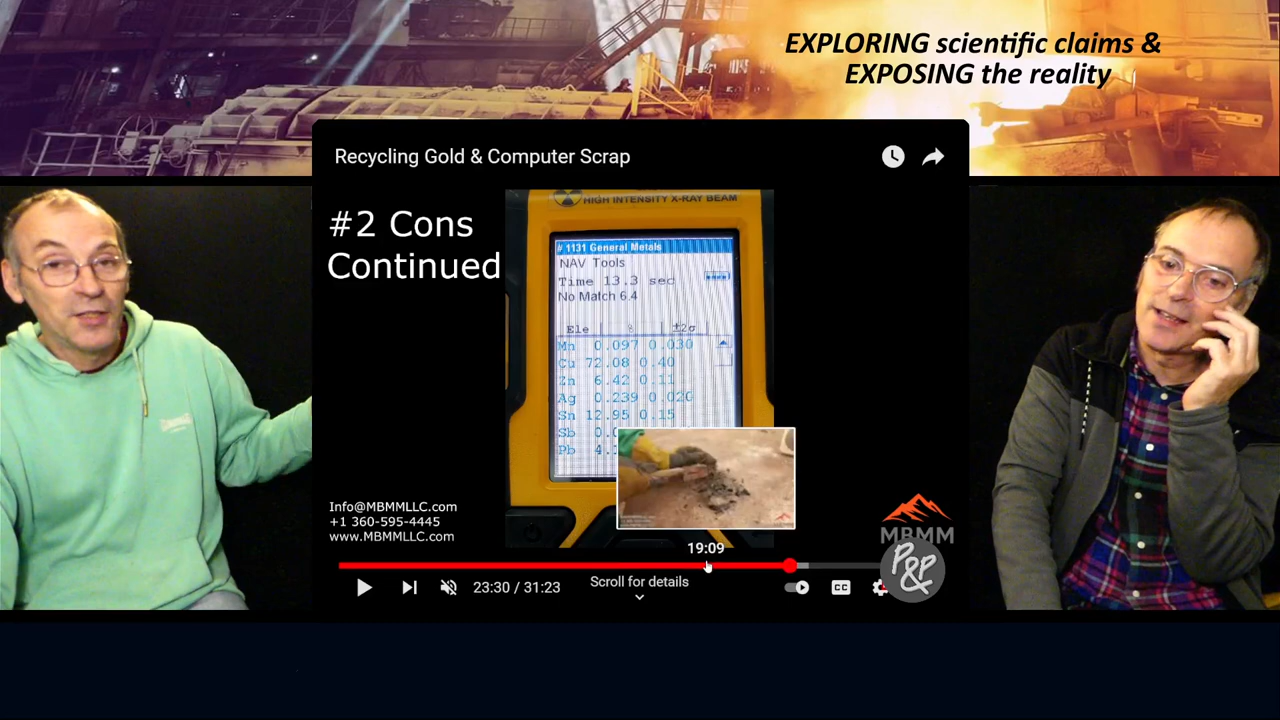 EXPLORING scientific claims &
EXPOSING the reality
Recycling Gold & Computer Scrap
#2 Cons
Continued
HIGH INTENSITY X-RAY BEAM
# 1131 General Metals
NAV Tools
Time 13.3 sec
No Match 6.4
Ele % ±2σ
Mn 0.097 0.030
Cu 72.08 0.40
Zn 6.42 0.11
Ag 0.239 0.020
Sn 12.95 0.15
Sb
Pb
Info@MBMMLLC.com
+1 360-595-4445
www.MBMMLLC.com
MBMM
P&P
19:09
23:30 / 31:23
Scroll for details
CC